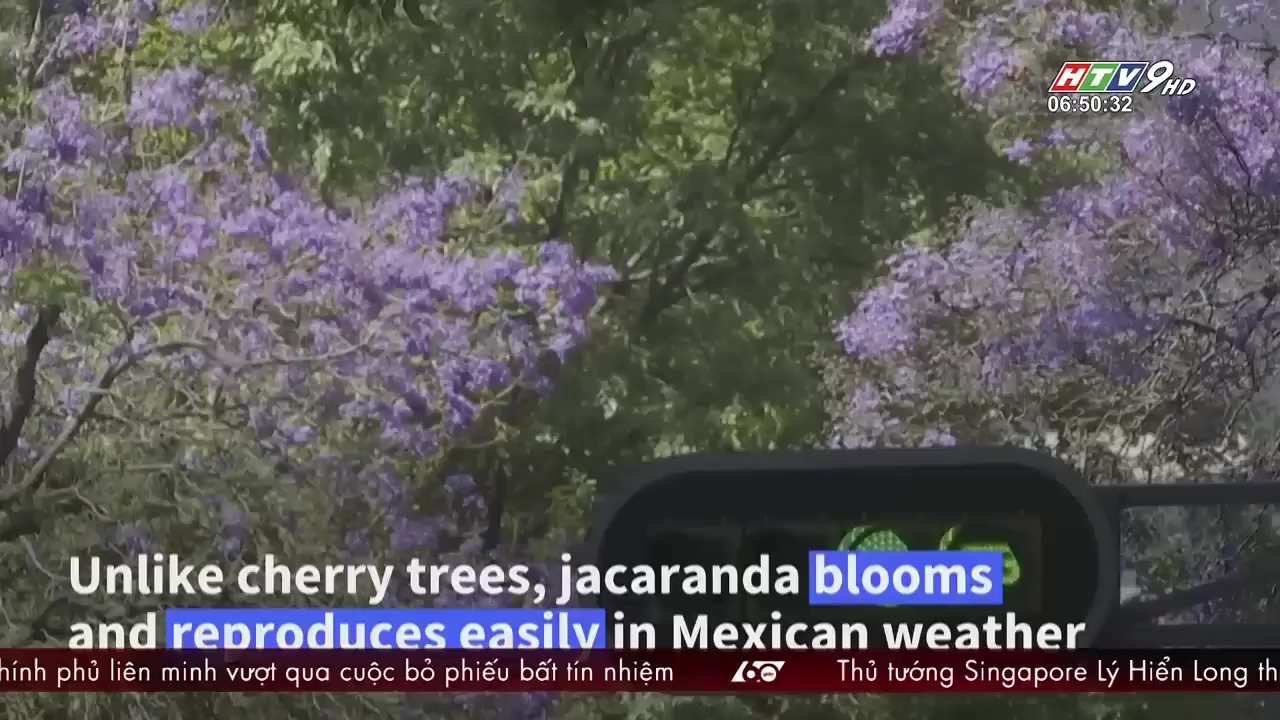 HTV9HD
06:50:32
Unlike cherry trees, jacaranda blooms
and reproduces easily in Mexican weather
hính phủ liên minh vượt qua cuộc bỏ phiếu bất tín nhiệm 60 Thủ tướng Singapore Lý Hiển Long th